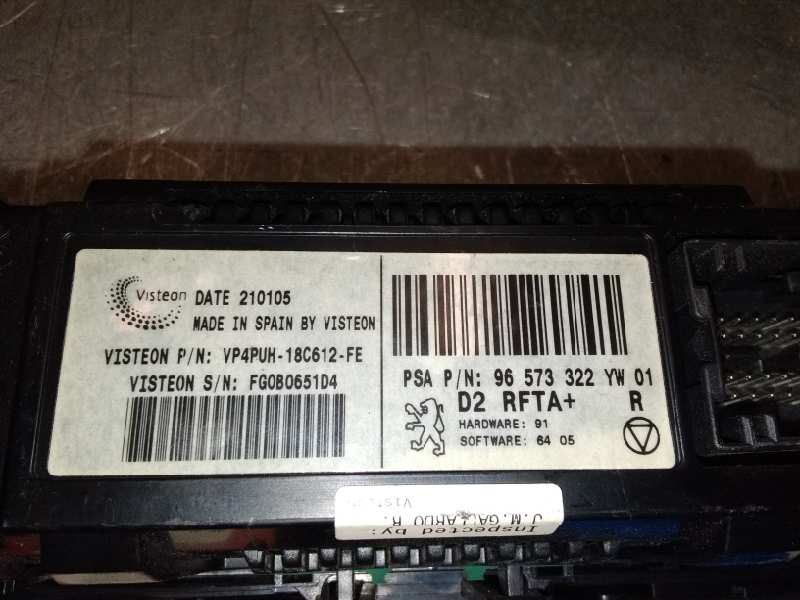 Visteon
DATE 210105
MADE IN SPAIN BY VISTEON
VISTEON P/N: VP4PUH-18C612-FE
VISTEON S/N: FG0B0651D4
PSA P/N: 96 573 322 YW 01
D2 RFTA+ R
HARDWARE: 91
SOFTWARE: 64 05
Inspected by:
J.M.GALLARDO R.